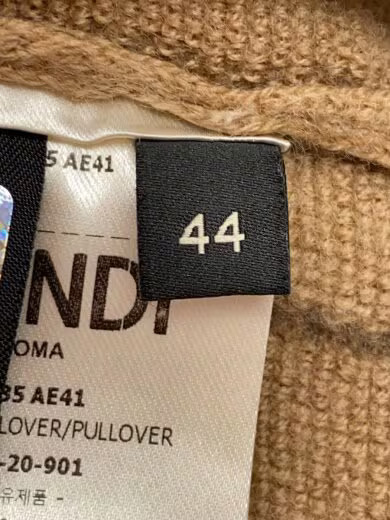 5 AE41
44
NDI
OMA
35 AE41
LOVER/PULLOVER
-20-901
유제품 -